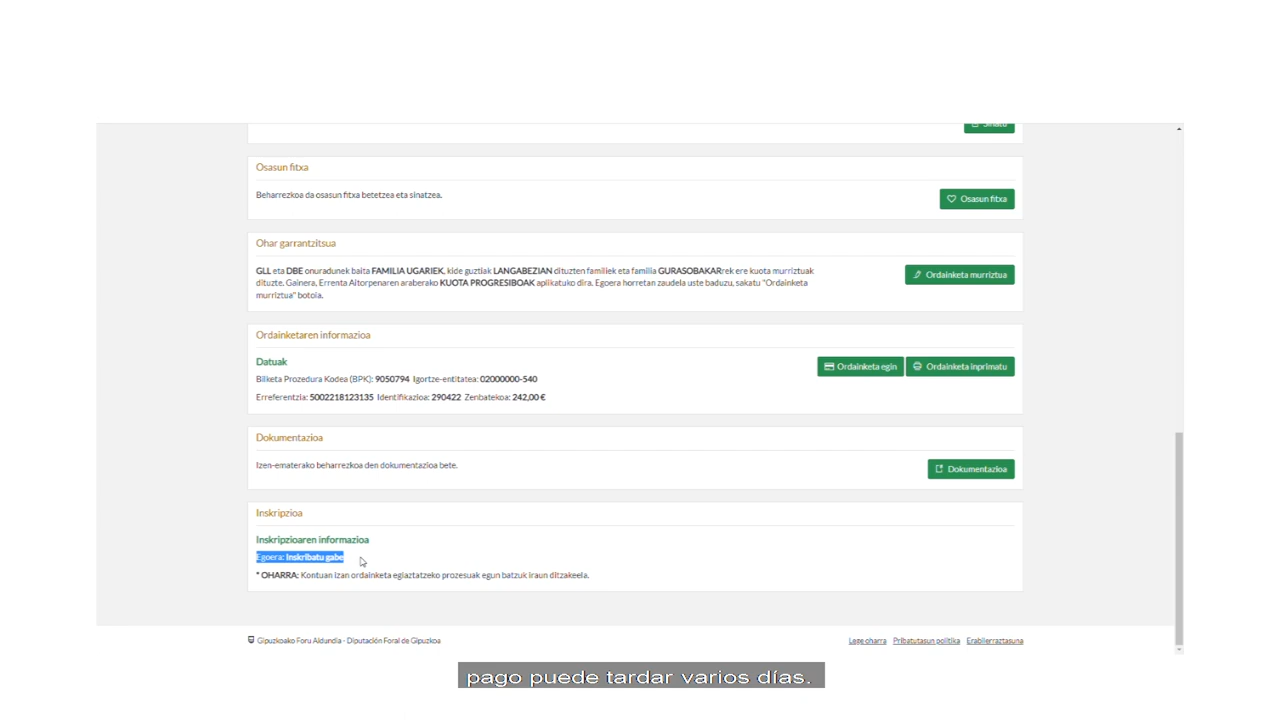 Sinatu
Osasun fitxa
Beharrezkoa da osasun fitxa betetzea eta sinatzea.
Osasun fitxa
Ohar garrantzitsua
GLL eta DBE onuradunek baita FAMILIA UGARIEK, kide guztiak LANGABEZIAN dituzten familiek eta familia GURASOBAKARrek ere kuota murriztuak
dituzte. Gainera, Errenta Aitorpenaren araberako KUOTA PROGRESIBOAK aplikatuko dira. Egoera horretan zaudela uste baduzu, sakatu "Ordainketa
murriztua" botoia.
Ordainketa murriztua
Ordainketaren informazioa
Datuak
Bilketa Prozedura Kodea (BPK): 9050794 Igortze-entitatea: 02000000-540
Erreferentzia: 5002218123135 Identifikazioa: 290422 Zenbatekoa: 242,00 €
Ordainketa egin
Ordainketa inprimatu
Dokumentazioa
Izen-ematerako beharrezkoa den dokumentazioa bete.
Dokumentazioa
Inskripzioa
Inskripzioaren informazioa
Egoera: Inskribatu gabe
* OHARRA: Kontuan izan ordainketa egiaztatzeko prozesuak egun batzuk iraun ditzakeela.
Gipuzkoako Foru Aldundia - Diputación Foral de Gipuzkoa
Lege oharra Pribatutasun politika Erabilerraztasuna
pago puede tardar varios días.